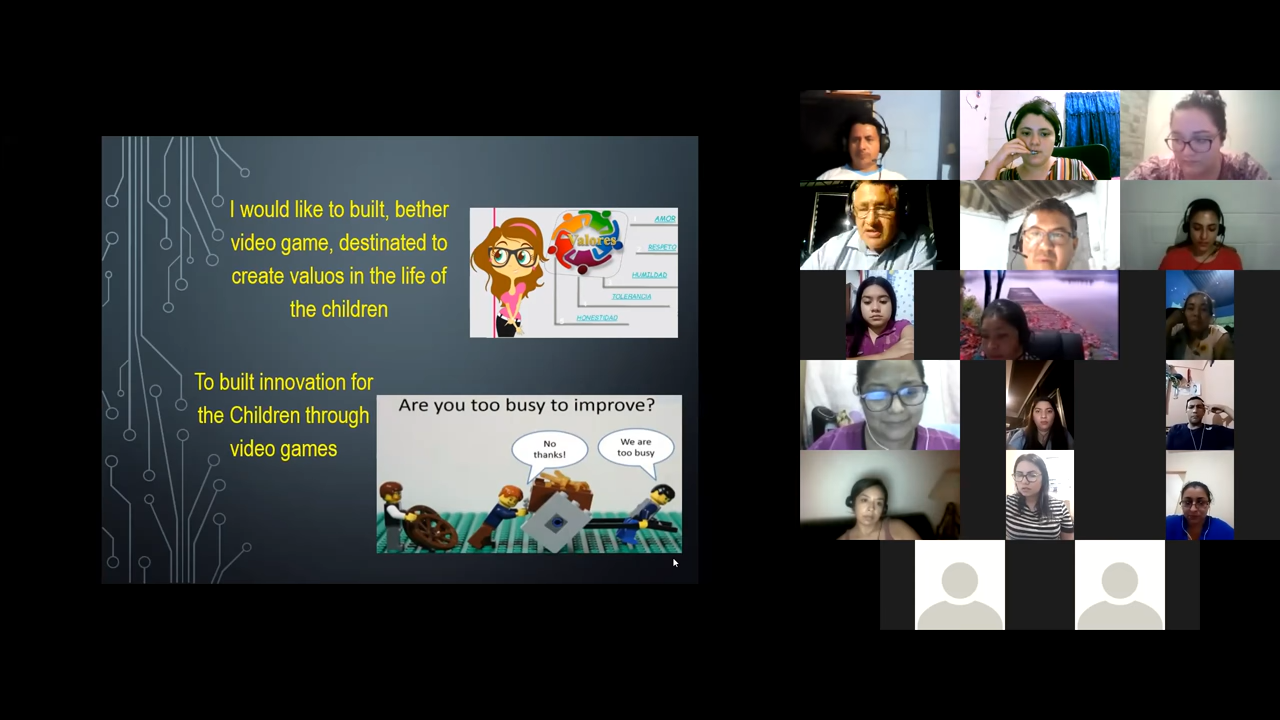 I would like to built, bether
video game, destinated to
create valuos in the life of
the children
Valores
AMOR
RESPETO
HUMILDAD
TOLERANCIA
HONESTIDAD
To built innovation for
the Children through
video games
Are you too busy to improve?
No
thanks!
We are
too busy